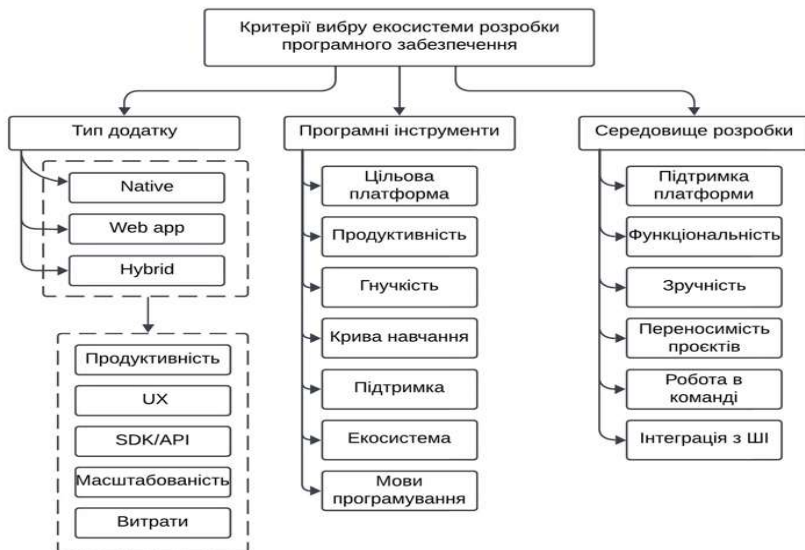 Критерії вибру екосистеми розробки
програмного забезпечення
Тип додатку
Native
Web app
Hybrid
Продуктивність
UX
SDK/API
Масштабованість
Витрати
Програмні інструменти
Цільова
платформа
Продуктивність
Гнучкість
Крива навчання
Підтримка
Екосистема
Мови
програмування
Середовище розробки
Підтримка
платформи
Функціональність
Зручність
Переносимість
проєктів
Робота в
команді
Інтеграція з ШІ